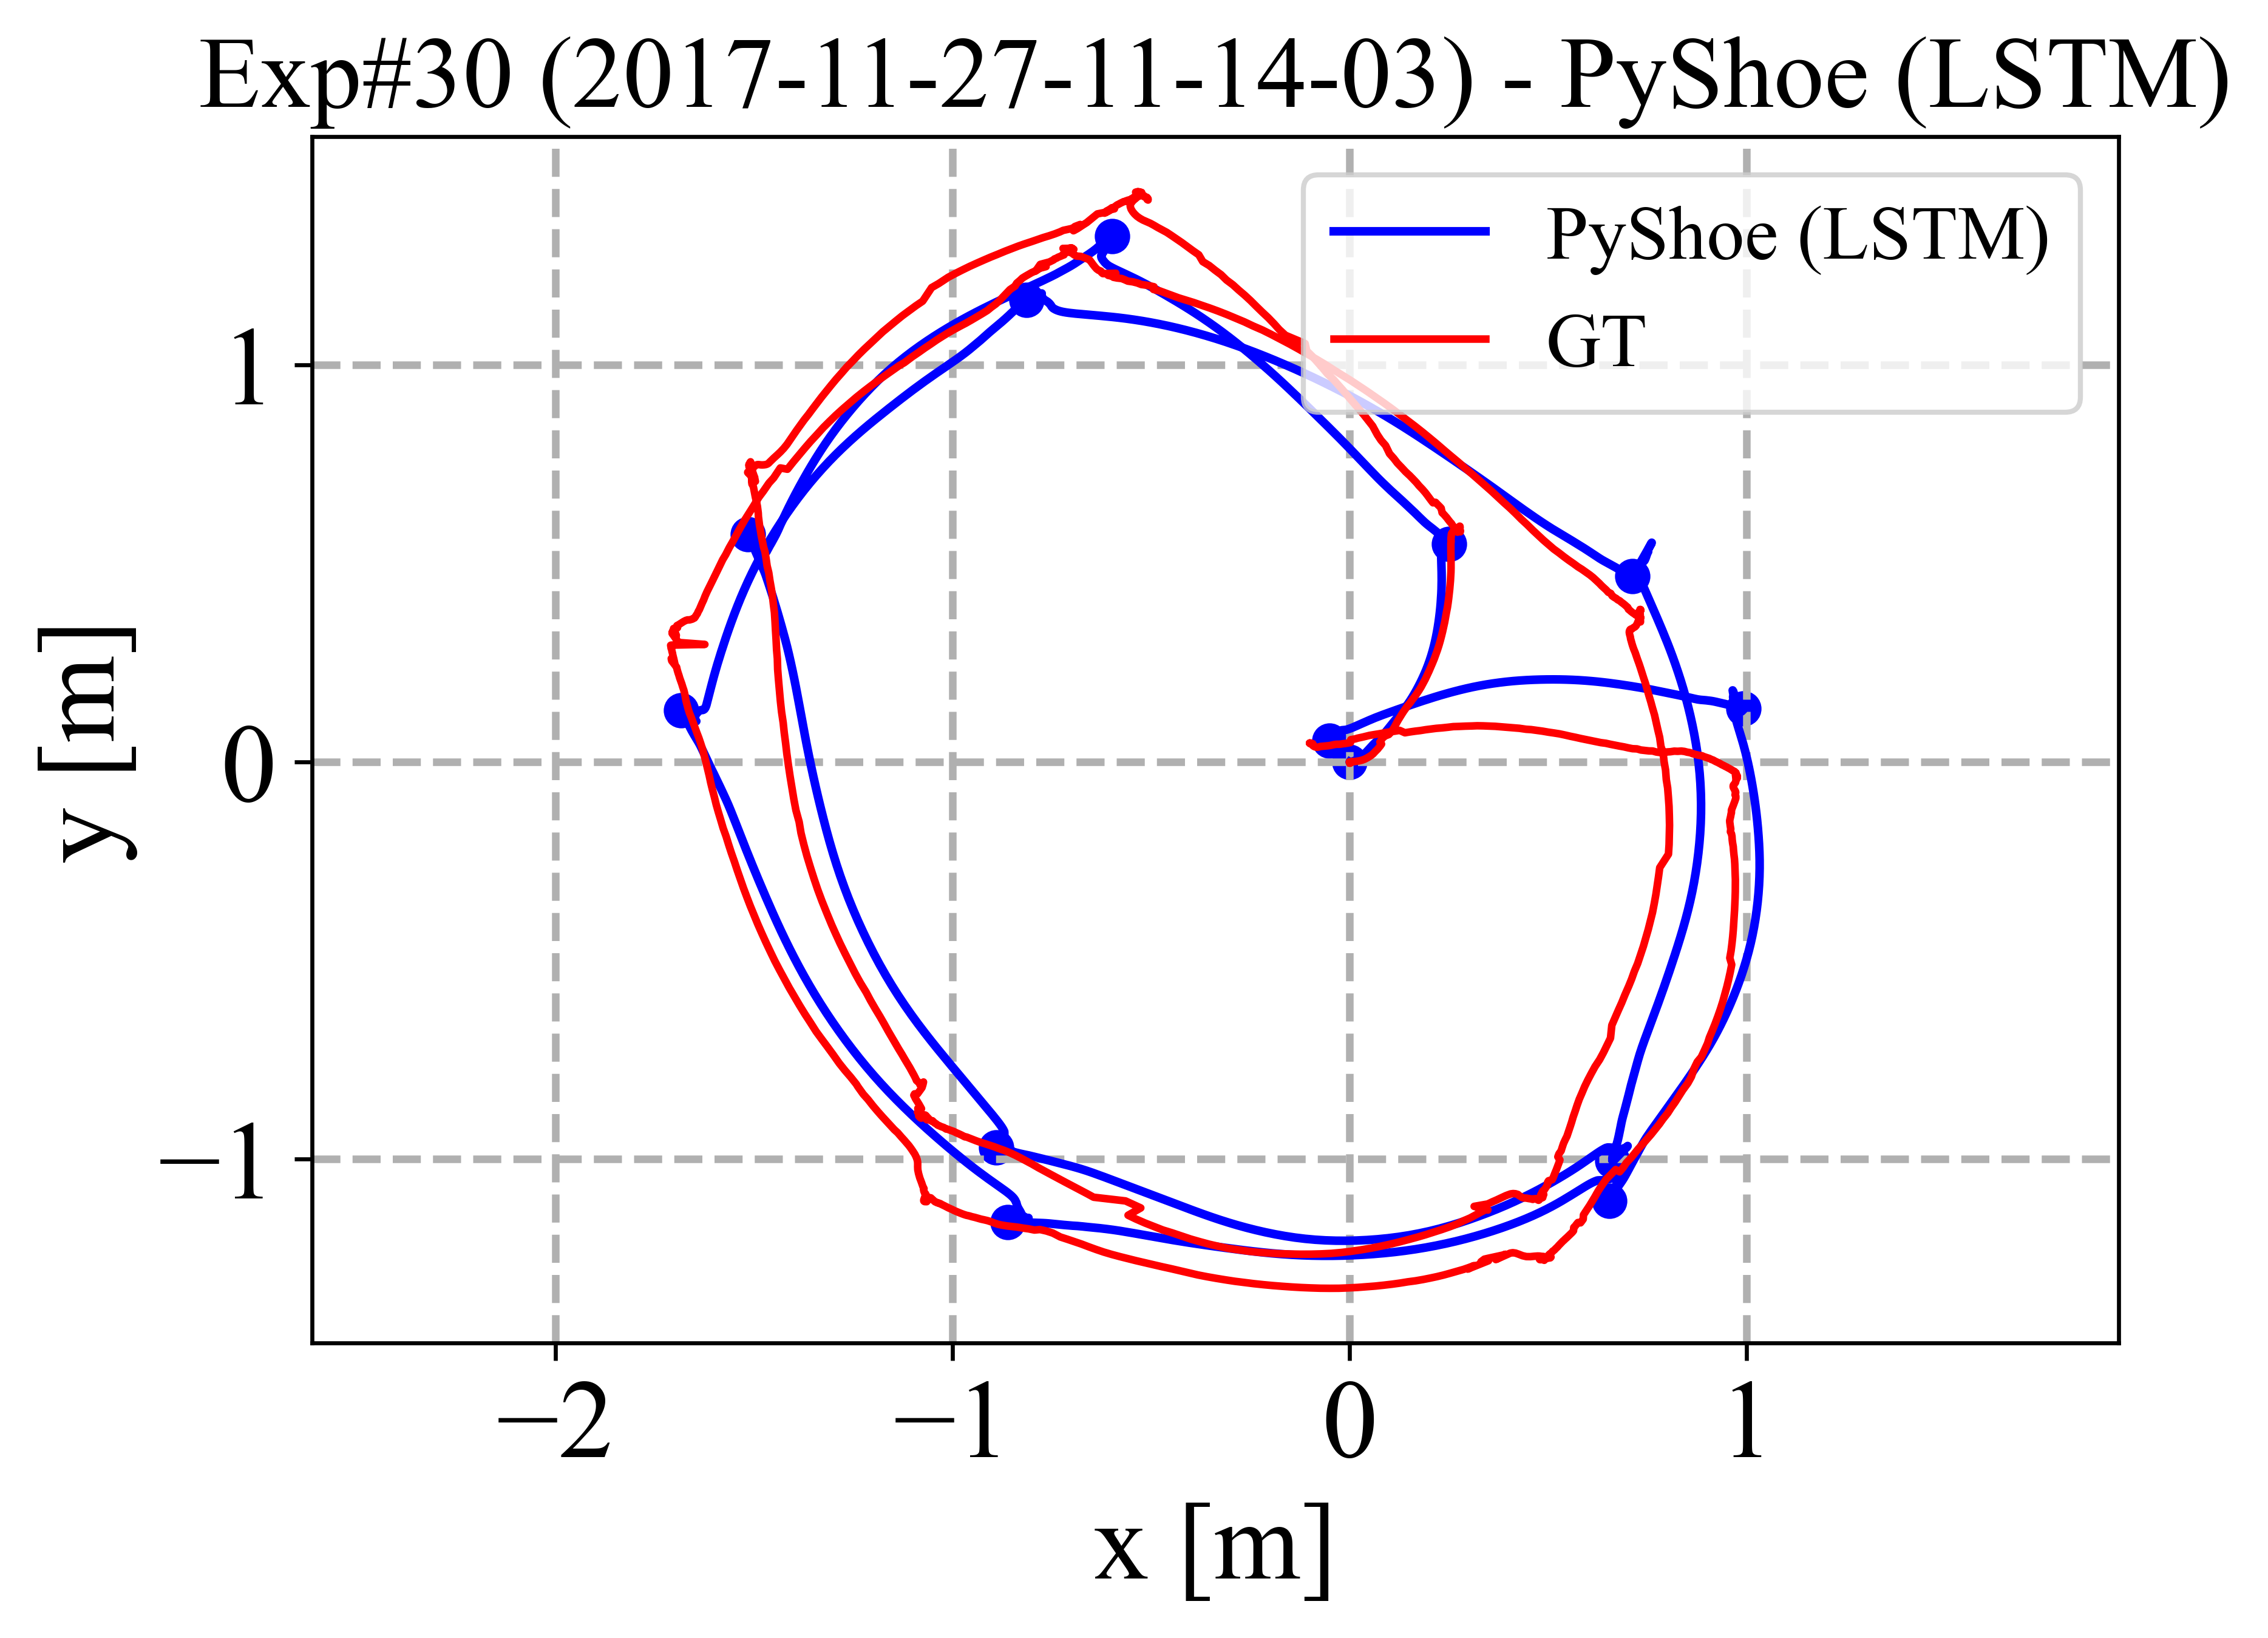 Exp#30 (2017-11-27-11-14-03) - PyShoe (LSTM)
PyShoe (LSTM)
GT
1
0
−1
y [m]
−2
−1
0
1
x [m]